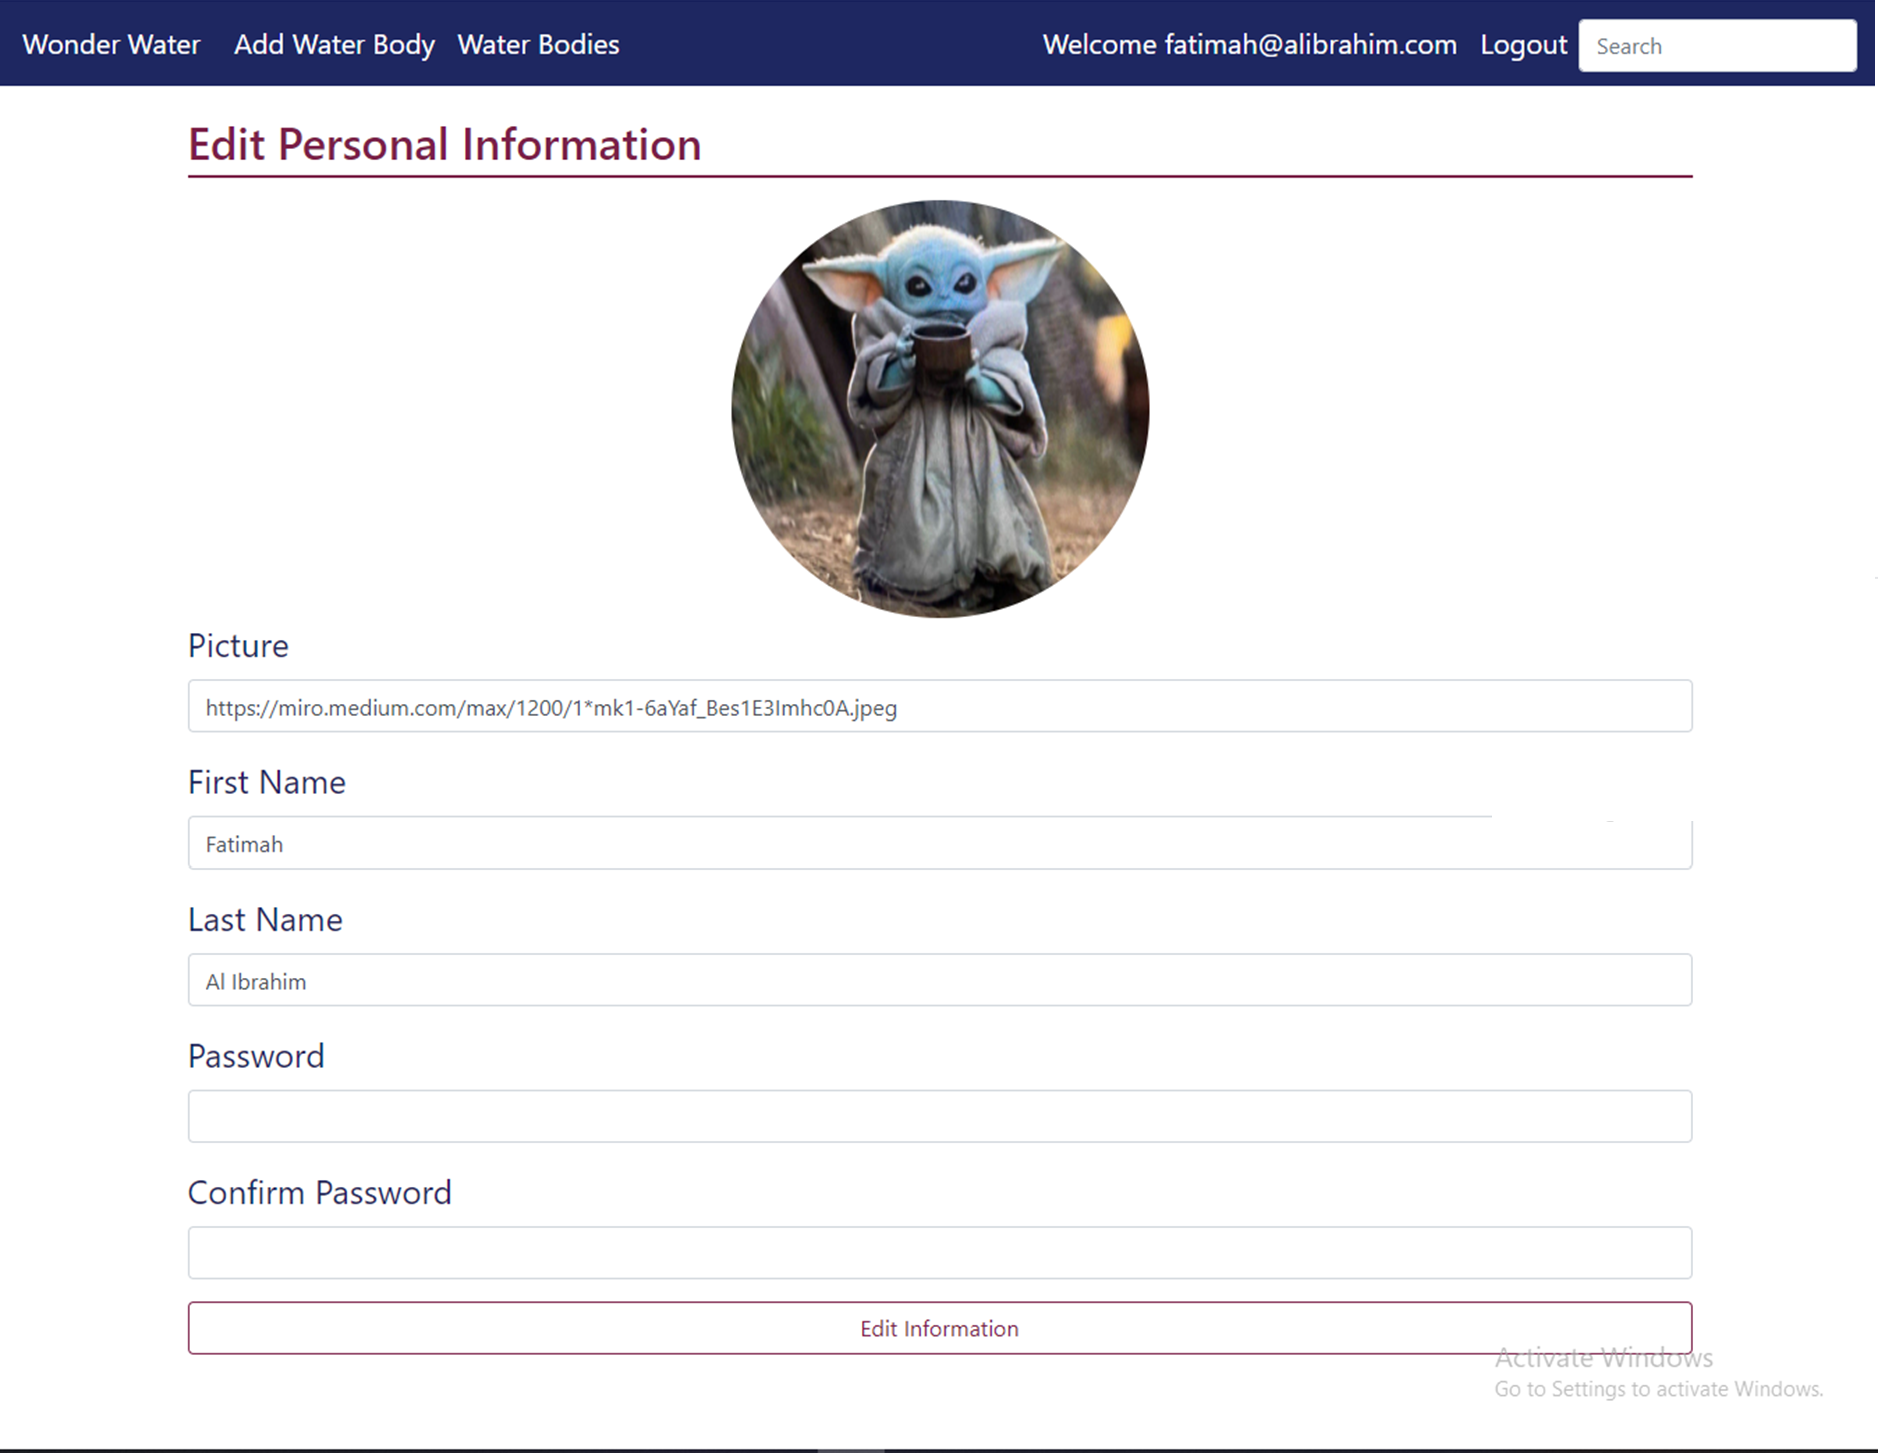 Wonder Water Add Water Body Water Bodies Welcome fatimah@alibrahim.com Logout Search
Edit Personal Information
Picture
https://miro.medium.com/max/1200/1*mk1-6aYaf_Bes1E3Imhc0A.jpeg
First Name
Fatimah
Last Name
Al Ibrahim
Password
Confirm Password
Edit Information
Activate Windows
Go to Settings to activate Windows.